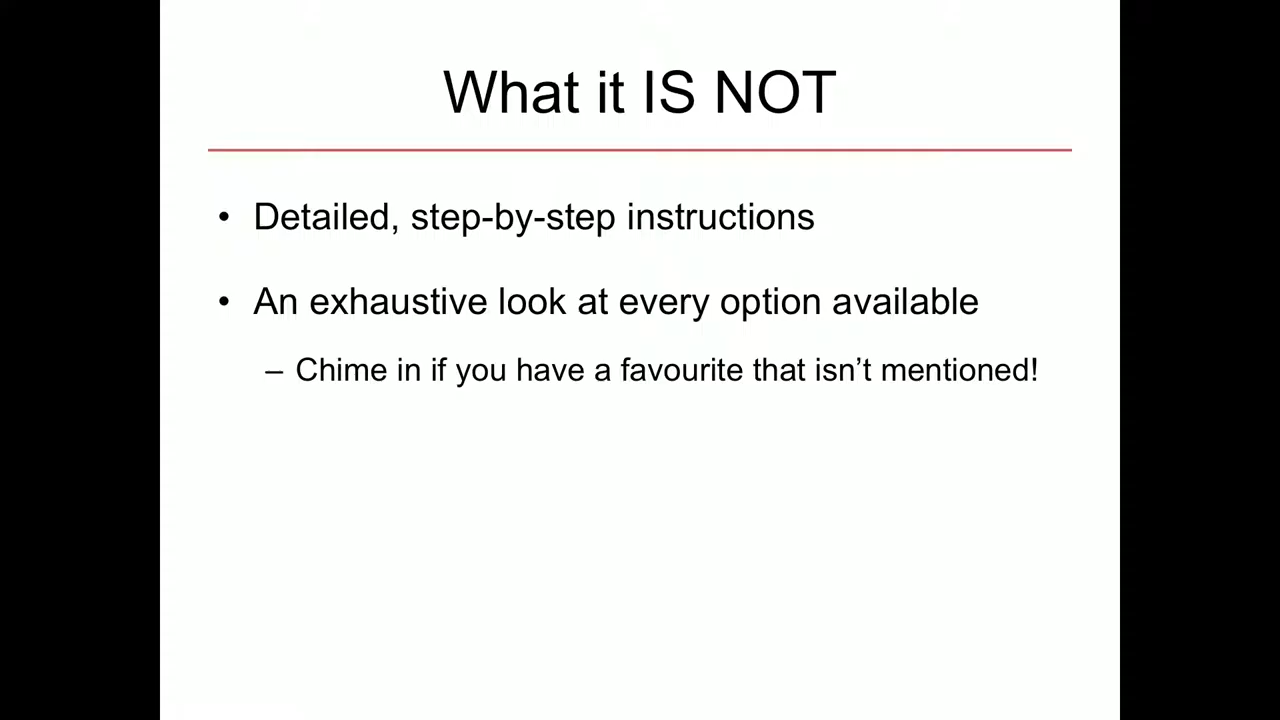 What it IS NOT
• Detailed, step-by-step instructions
• An exhaustive look at every option available
– Chime in if you have a favourite that isn’t mentioned!